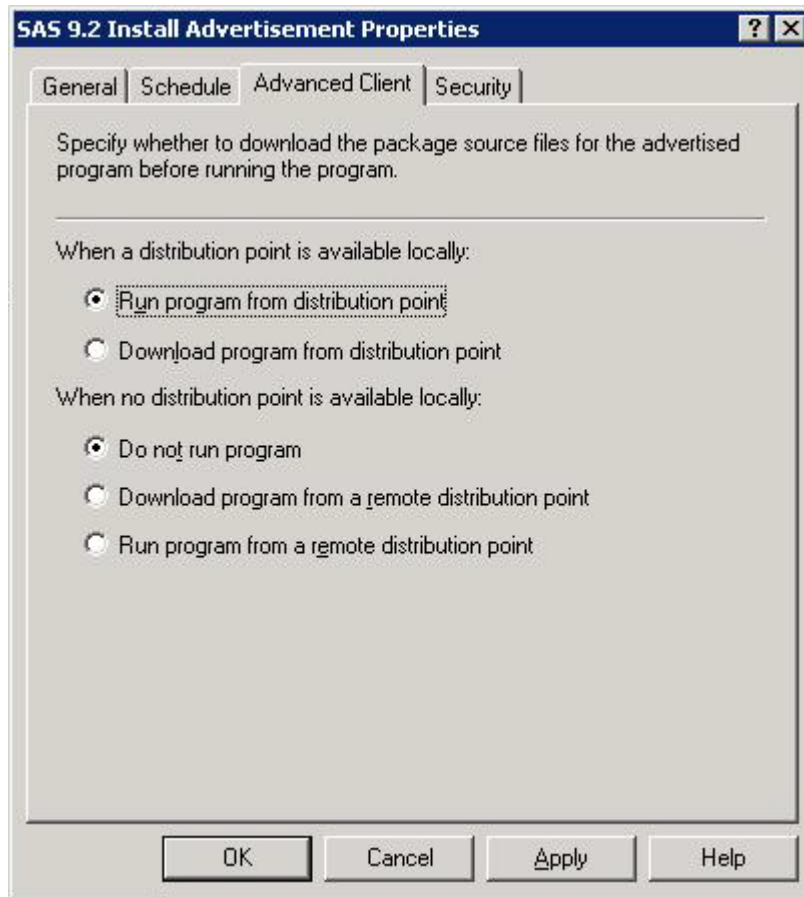 SAS 9.2 Install Advertisement Properties
General Schedule Advanced Client Security
Specify whether to download the package source files for the advertised
program before running the program.
When a distribution point is available locally:
Run program from distribution point
Download program from distribution point
When no distribution point is available locally:
Do not run program
Download program from a remote distribution point
Run program from a remote distribution point
OK Cancel Apply Help